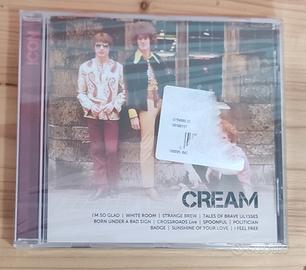 ICON
CREAM
I'M SO GLAD | WHITE ROOM | STRANGE BREW | TALES OF BRAVE ULYSSES
BORN UNDER A BAD SIGN | CROSSROADS Live | SPOONFUL | POLITICIAN
BADGE | SUNSHINE OF YOUR LOVE | I FEEL FREE